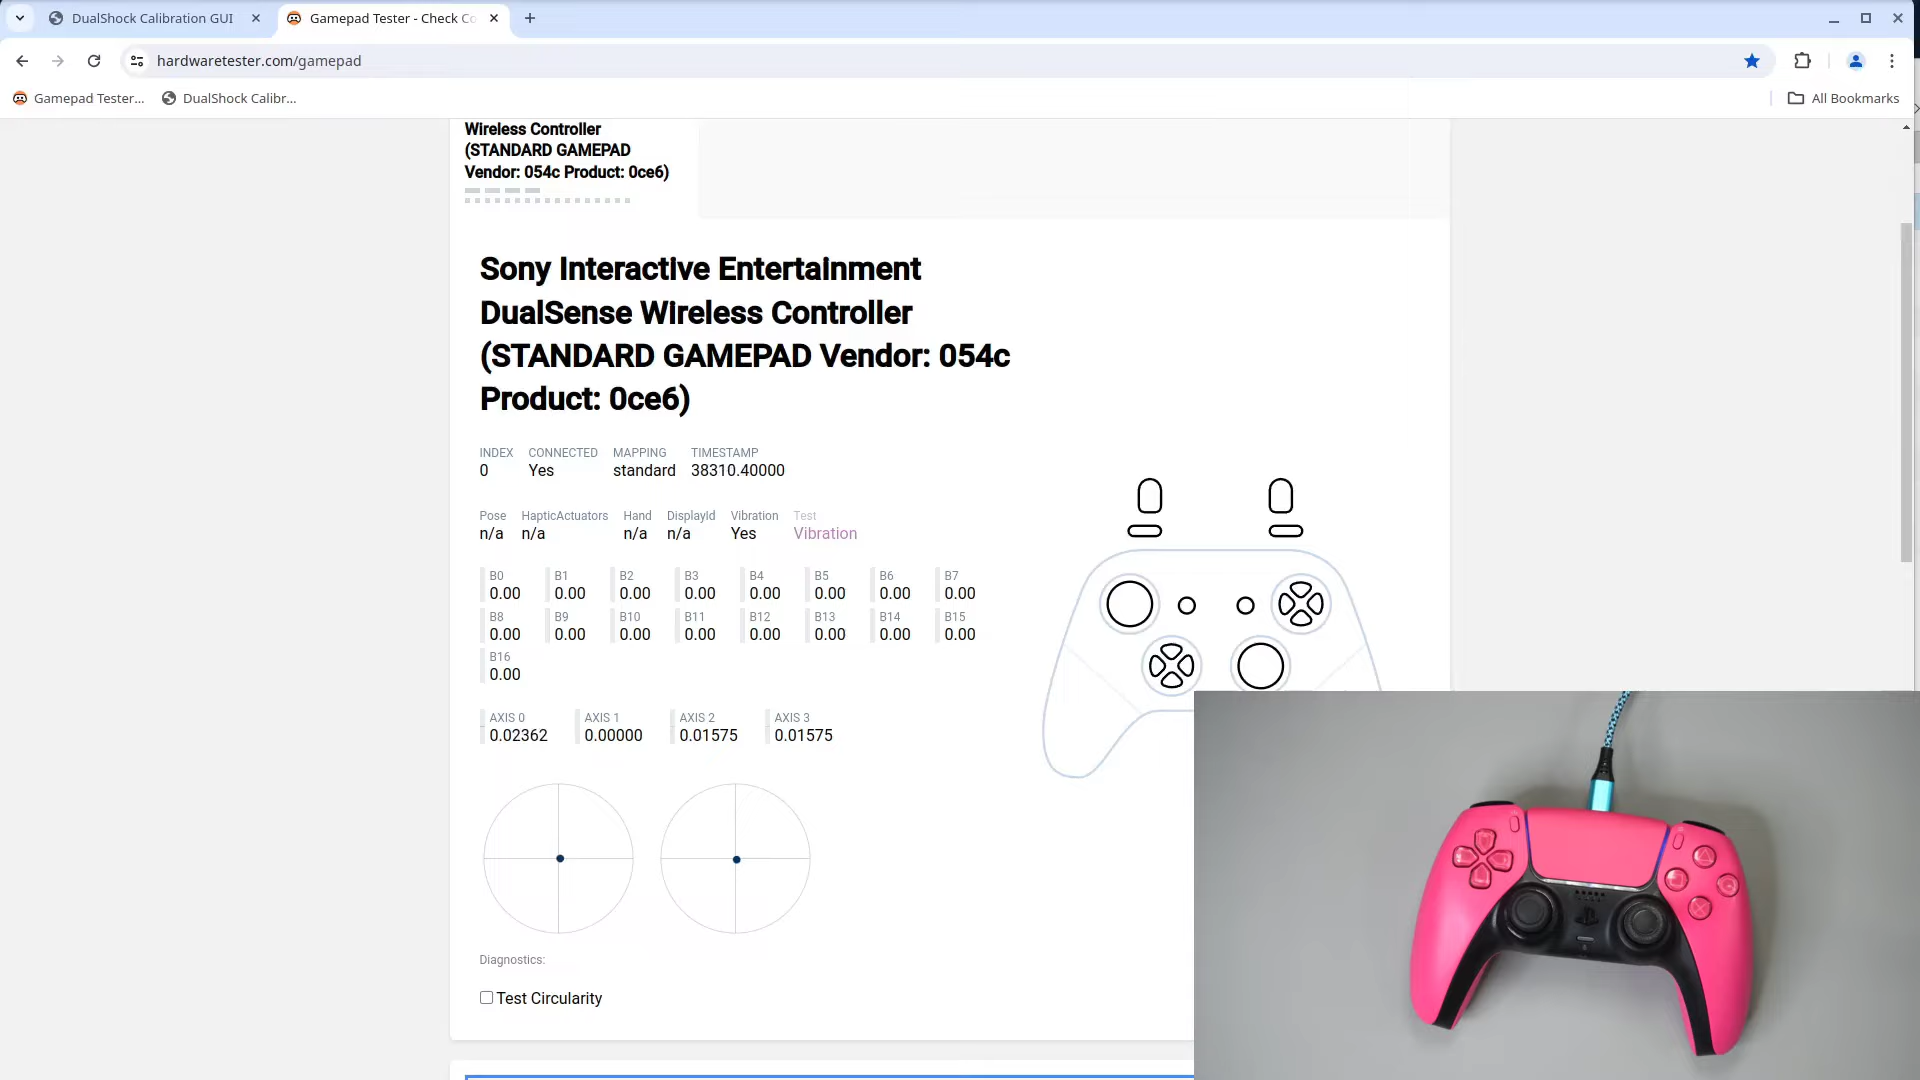 DualShock Calibration GUI
Gamepad Tester - Check Co
hardwaretester.com/gamepad
Gamepad Tester...
DualShock Calibr...
All Bookmarks
Wireless Controller
(STANDARD GAMEPAD
Vendor: 054c Product: 0ce6)
Sony Interactive Entertainment
DualSense Wireless Controller
(STANDARD GAMEPAD Vendor: 054c
Product: 0ce6)
INDEX CONNECTED MAPPING TIMESTAMP
0 Yes standard 38310.40000
Pose HapticActuators Hand DisplayId Vibration Test
n/a n/a n/a n/a Yes Vibration
B0 B1 B2 B3 B4 B5 B6 B7
0.00 0.00 0.00 0.00 0.00 0.00 0.00 0.00
B8 B9 B10 B11 B12 B13 B14 B15
0.00 0.00 0.00 0.00 0.00 0.00 0.00 0.00
B16
0.00
AXIS 0 AXIS 1 AXIS 2 AXIS 3
0.02362 0.00000 0.01575 0.01575
Diagnostics:
Test Circularity